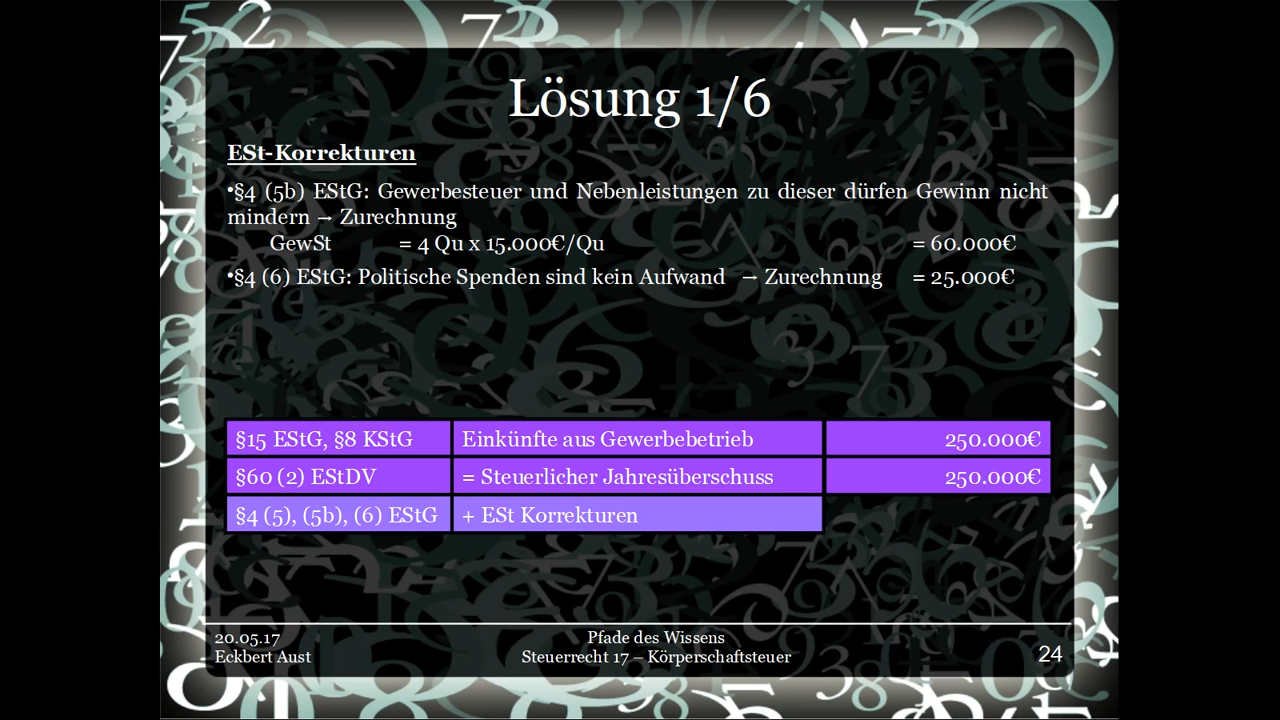 Lösung 1/6
ESt-Korrekturen
•§4 (5b) EStG: Gewerbesteuer und Nebenleistungen zu dieser dürfen Gewinn nicht
mindern → Zurechnung
GewSt = 4 Qu x 15.000€/Qu = 60.000€
•§4 (6) EStG: Politische Spenden sind kein Aufwand → Zurechnung = 25.000€
§15 EStG, §8 KStG Einkünfte aus Gewerbebetrieb 250.000€
§60 (2) EStDV = Steuerlicher Jahresüberschuss 250.000€
§4 (5), (5b), (6) EStG + ESt Korrekturen
20.05.17 Pfade des Wissens
Eckbert Aust Steuerrecht 17 – Körperschaftsteuer 24